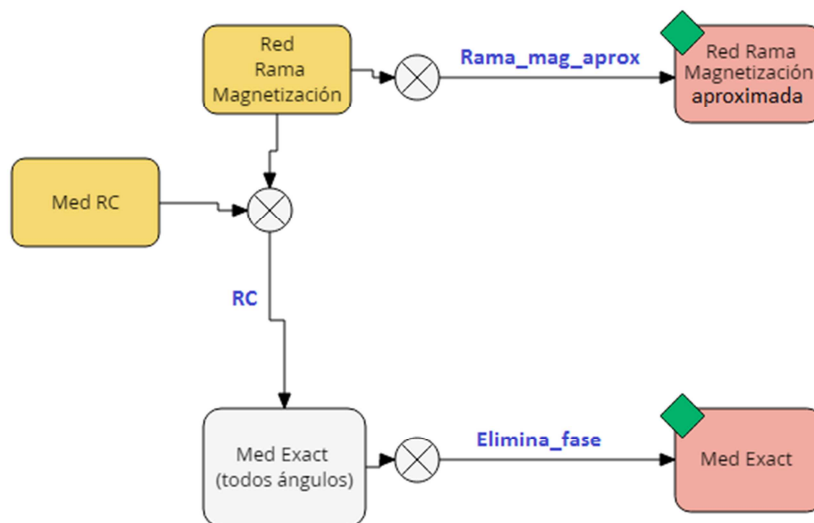 Red
Rama
Magnetización
Rama_mag_aprox
Red Rama
Magnetización
aproximada
Med RC
RC
Med Exact
(todos ángulos)
Elimina_fase
Med Exact